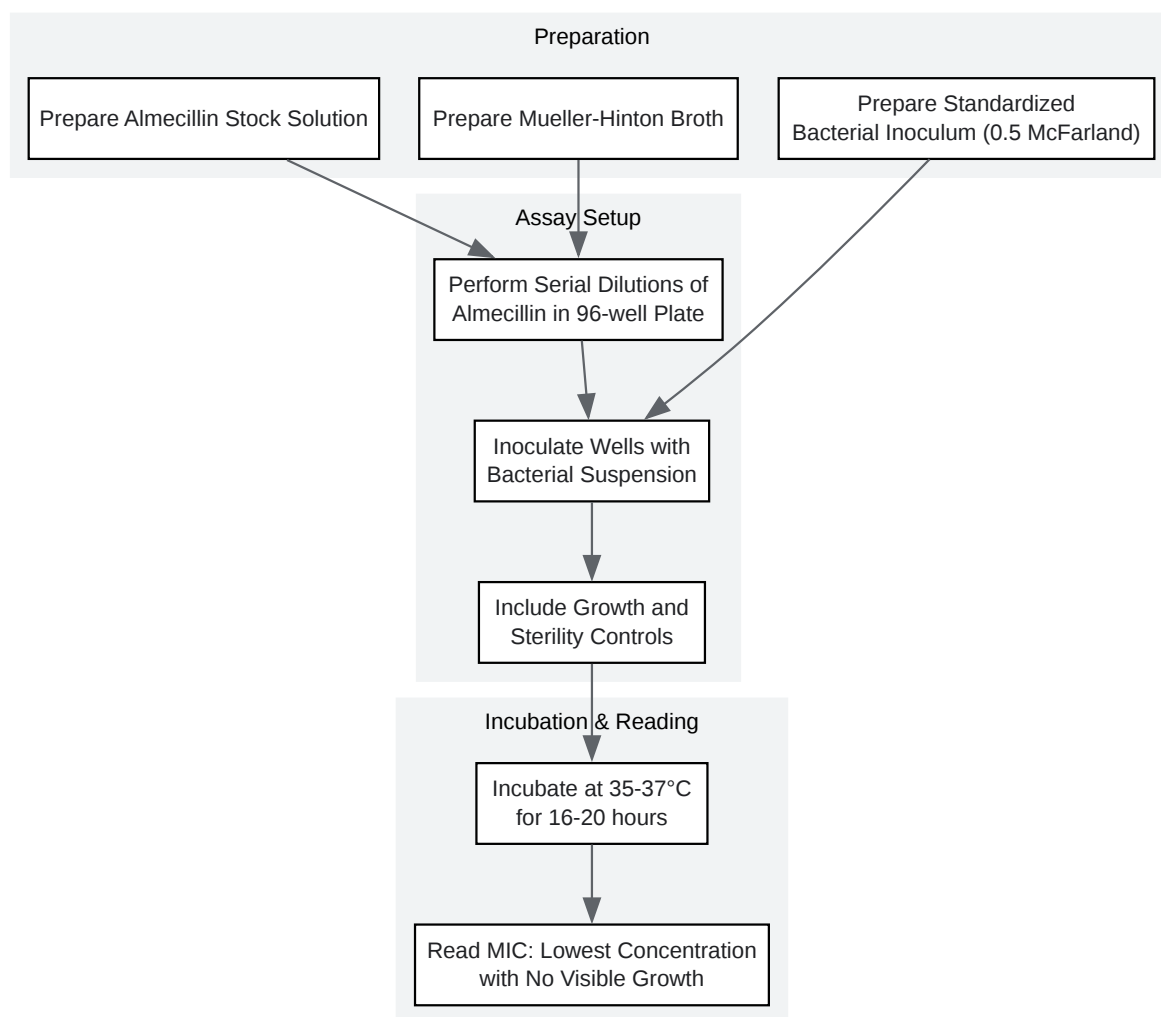 Preparation
Prepare Almecillin Stock Solution
Prepare Mueller-Hinton Broth
Prepare Standardized
Bacterial Inoculum (0.5 McFarland)
Assay Setup
Perform Serial Dilutions of
Almecillin in 96-well Plate
Inoculate Wells with
Bacterial Suspension
Include Growth and
Sterility Controls
Incubation & Reading
Incubate at 35-37°C
for 16-20 hours
Read MIC: Lowest Concentration
with No Visible Growth